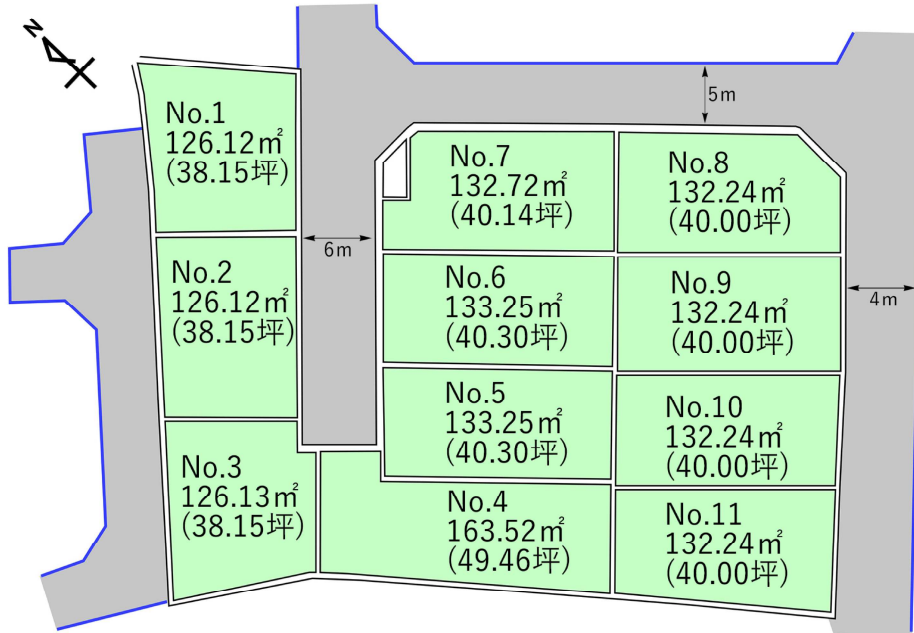 N
No.1
126.12㎡
(38.15坪)
No.2
126.12㎡
(38.15坪)
No.3
126.13㎡
(38.15坪)
6m
No.7
132.72㎡
(40.14坪)
No.6
133.25㎡
(40.30坪)
No.5
133.25㎡
(40.30坪)
No.4
163.52㎡
(49.46坪)
5m
No.8
132.24㎡
(40.00坪)
No.9
132.24㎡
(40.00坪)
No.10
132.24㎡
(40.00坪)
No.11
132.24㎡
(40.00坪)
4m